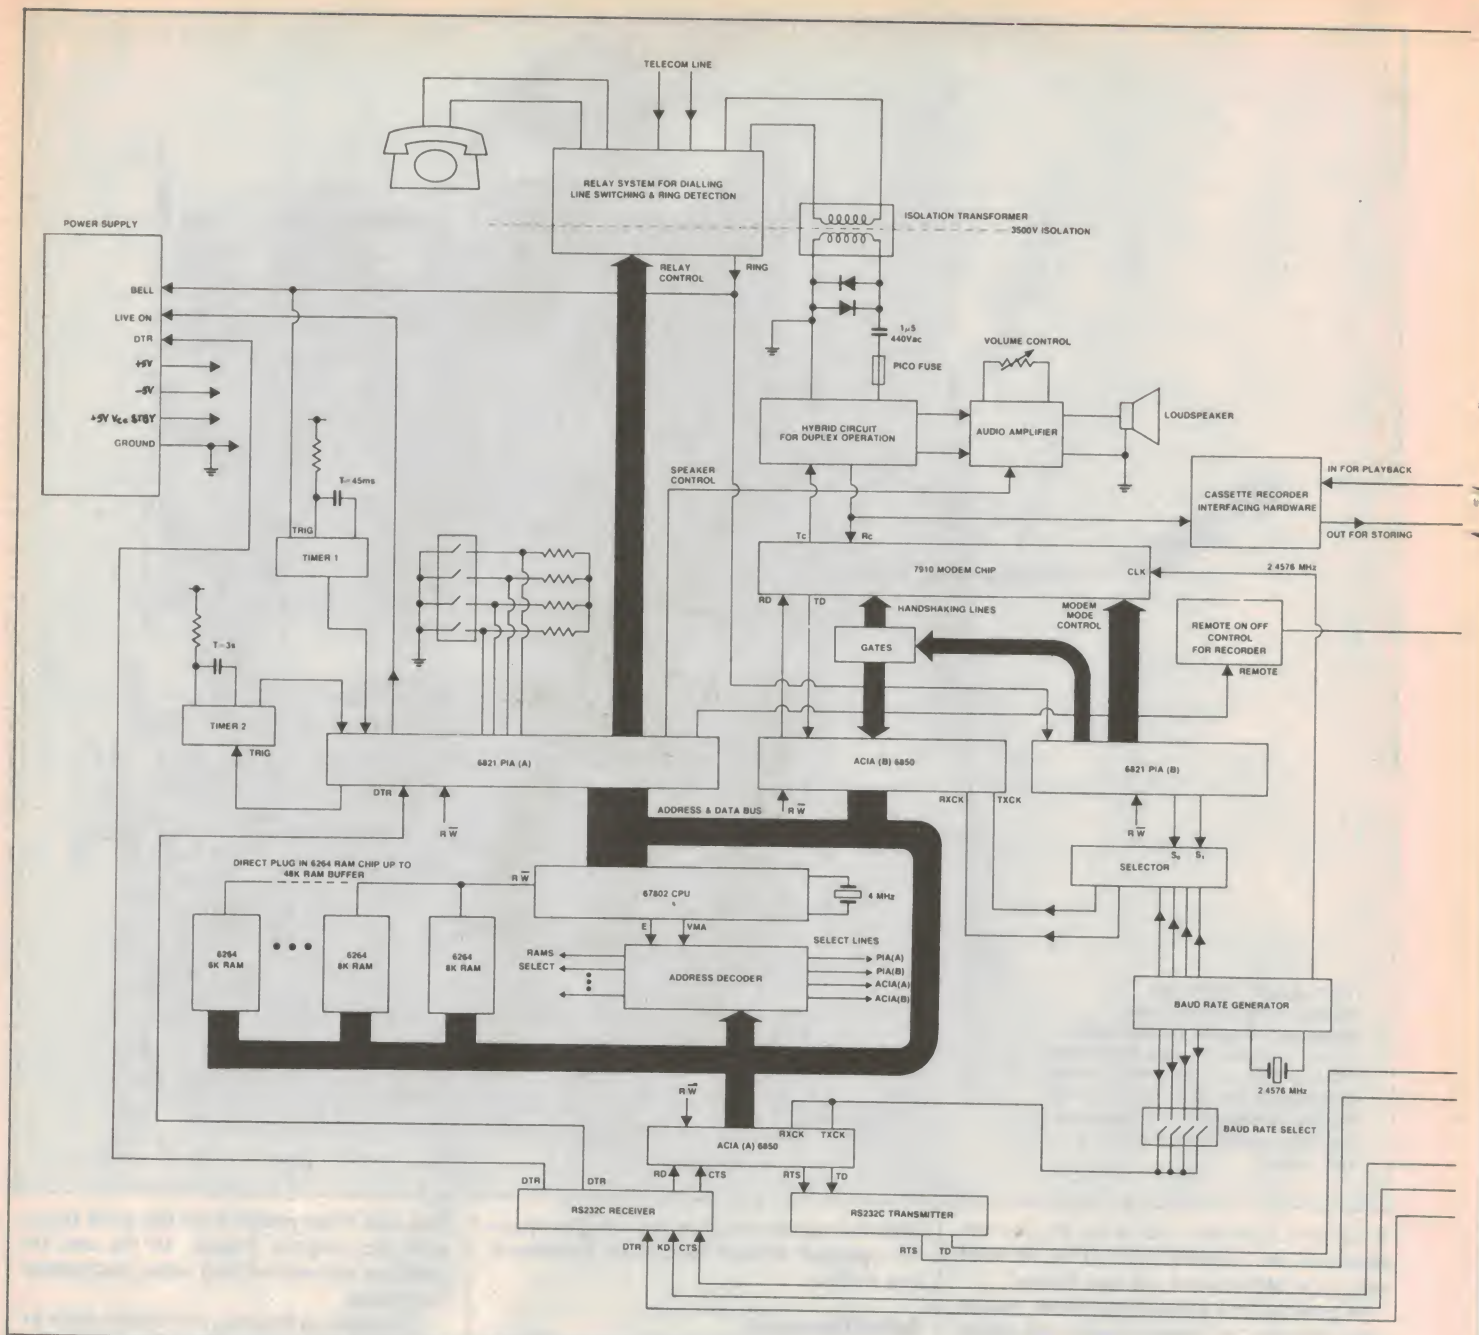 TELECOM LINE
RELAY SYSTEM FOR DIALLING
LINE SWITCHING & RING DETECTION
ISOLATION TRANSFORMER
3500V ISOLATION
POWER SUPPLY
BELL
LIVE ON
DTR
+5V
-5V
+5V Vcc STBY
GROUND
RELAY
CONTROL
RING
1µS
440Vac
PICO FUSE
VOLUME CONTROL
HYBRID CIRCUIT
FOR DUPLEX OPERATION
AUDIO AMPLIFIER
LOUDSPEAKER
SPEAKER
CONTROL
IN FOR PLAYBACK
CASSETTE RECORDER
INTERFACING HARDWARE
OUT FOR STORING
T=45ms
TRIG
TIMER 1
Tc
Rc
7910 MODEM CHIP
CLK
2.4576 MHz
RD
TD
HANDSHAKING LINES
MODEM
MODE
CONTROL
GATES
REMOTE ON OFF
CONTROL
FOR RECORDER
REMOTE
T=3s
TIMER 2
TRIG
6821 PIA (A)
ACIA (B) 6850
6821 PIA (B)
DTR
R W̅
ADDRESS & DATA BUS
R W̅
RXCK
TXCK
R W̅
S₀
S₁
SELECTOR
DIRECT PLUG IN 6264 RAM CHIP UP TO
48K RAM BUFFER
R W̅
67802 CPU
4 MHz
E
VMA
6264
6K RAM
6264
8K RAM
6264
8K RAM
RAMS
SELECT
ADDRESS DECODER
SELECT LINES
PIA(A)
PIA(B)
ACIA(A)
ACIA(B)
BAUD RATE GENERATOR
2.4576 MHz
BAUD RATE SELECT
R W̅
RXCK
TXCK
ACIA (A) 6850
DTR
DTR
RD
CTS
RTS
TD
RS232C RECEIVER
RS232C TRANSMITTER
DTR
KD
CTS
RTS
TD